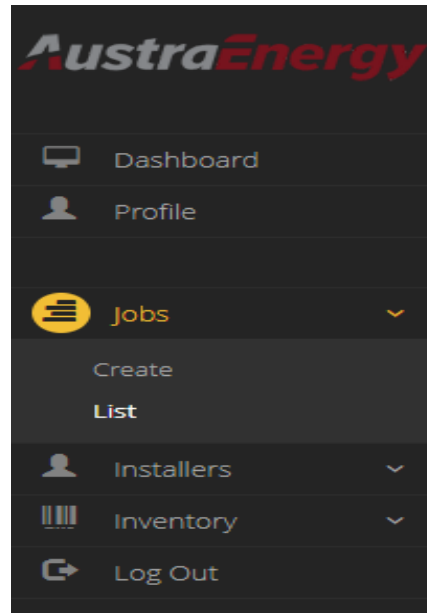 AustraEnergy
Dashboard
Profile
Jobs
Create
List
Installers
Inventory
Log Out